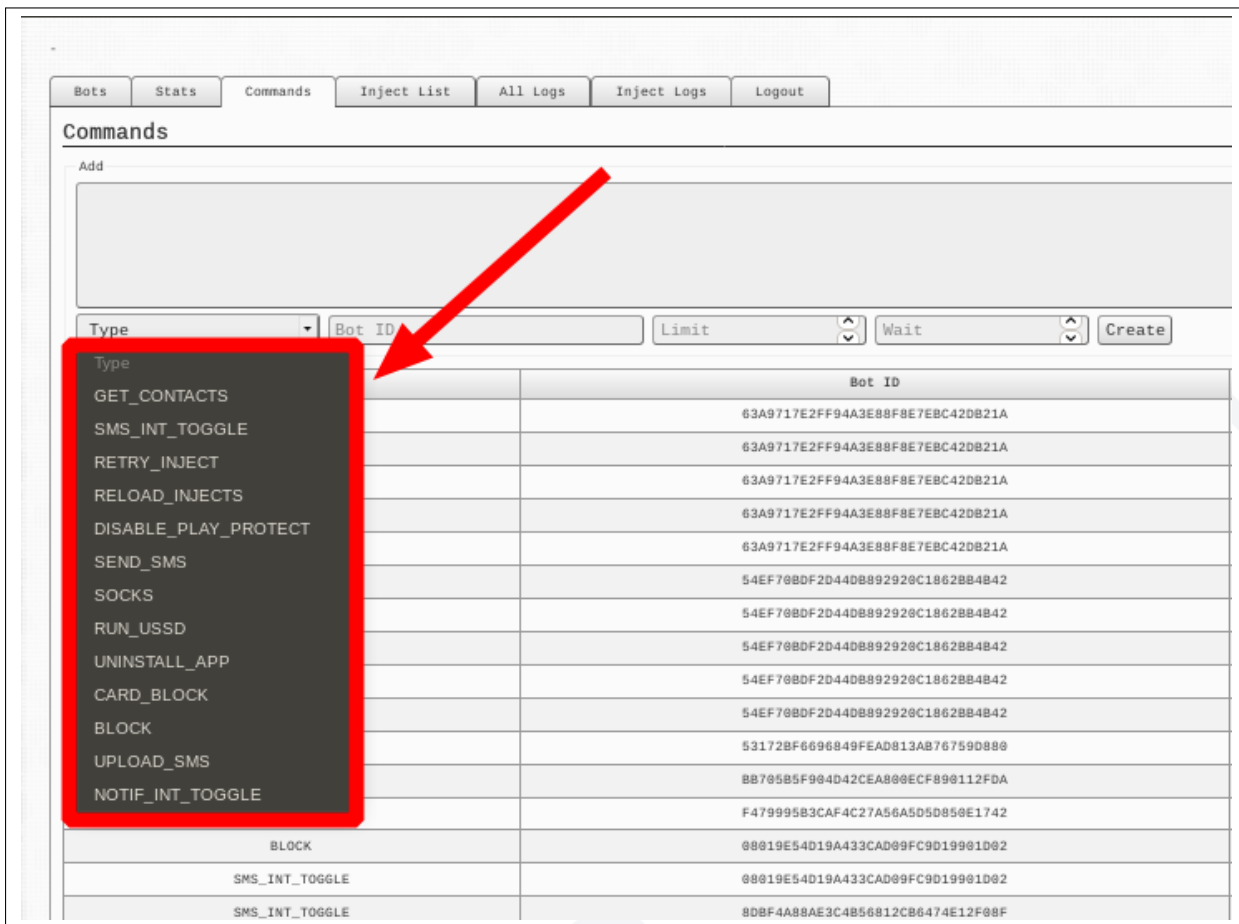 Bots Stats Commands Inject List All Logs Inject Logs Logout
Commands
Add
Type Bot ID Limit Wait Create
Type
Bot ID
GET_CONTACTS
63A9717E2FF94A3E88F8E7EBC42DB21A
SMS_INT_TOGGLE
63A9717E2FF94A3E88F8E7EBC42DB21A
RETRY_INJECT
63A9717E2FF94A3E88F8E7EBC42DB21A
RELOAD_INJECTS
63A9717E2FF94A3E88F8E7EBC42DB21A
DISABLE_PLAY_PROTECT
63A9717E2FF94A3E88F8E7EBC42DB21A
SEND_SMS
54EF70BDF2D44DB892920C1862BB4B42
SOCKS
54EF70BDF2D44DB892920C1862BB4B42
RUN_USSD
54EF70BDF2D44DB892920C1862BB4B42
UNINSTALL_APP
54EF70BDF2D44DB892920C1862BB4B42
CARD_BLOCK
54EF70BDF2D44DB892920C1862BB4B42
BLOCK
53172BF6696849FEAD813AB76759D880
UPLOAD_SMS
BB705B5F904D42CEA800ECF890112FDA
NOTIF_INT_TOGGLE
F479995B3CAF4C27A56A5D5D850E1742
BLOCK 08019E54D19A433CAD09FC9D19901D02
SMS_INT_TOGGLE 08019E54D19A433CAD09FC9D19901D02
SMS_INT_TOGGLE 8DBF4A88AE3C4B56812CB6474E12F08F